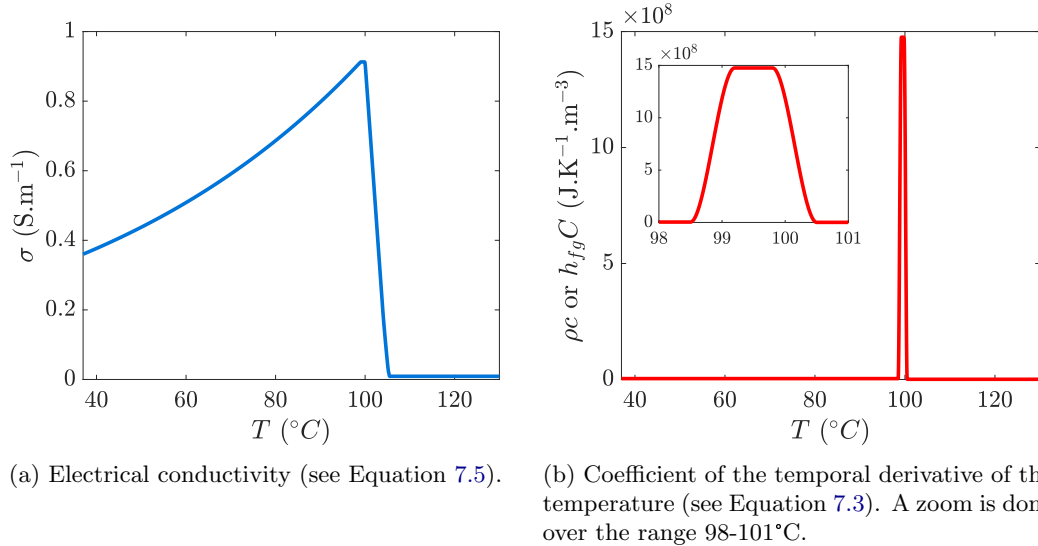 1
0.8
0.6
0.4
0.2
0
40 60 80 100 120
T (°C)
σ (S.m⁻¹)
×10⁸
15
10
5
0
40 60 80 100 120
T (°C)
ρc or h_{fg}C (J.K⁻¹.m⁻³)
×10⁸
15
10
5
0
98 99 100 101
(a) Electrical conductivity (see Equation 7.5).
(b) Coefficient of the temporal derivative of th
temperature (see Equation 7.3). A zoom is don
over the range 98-101°C.